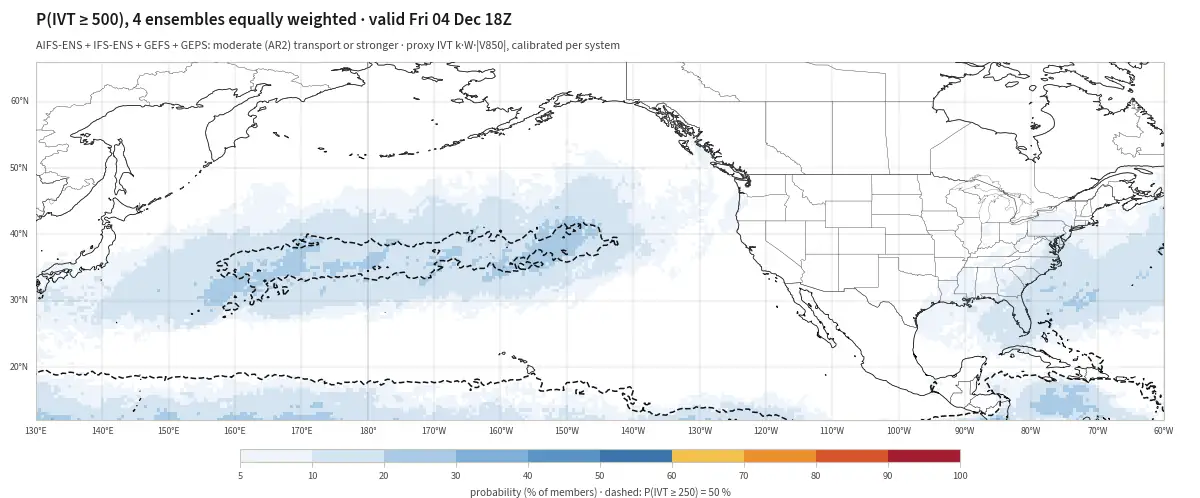 P(IVT ≥ 500), 4 ensembles equally weighted · valid Fri 04 Dec 18Z
AIFS-ENS + IFS-ENS + GEFS + GEPS: moderate (AR2) transport or stronger · proxy IVT k·W·|V850|, calibrated per system
60°N
50°N
40°N
30°N
20°N
130°E 140°E 150°E 160°E 170°E 180° 170°W 160°W 150°W 140°W 130°W 120°W 110°W 100°W 90°W 80°W 70°W 60°W
5 10 20 30 40 50 60 70 80 90 100
probability (% of members) · dashed: P(IVT ≥ 250) = 50 %